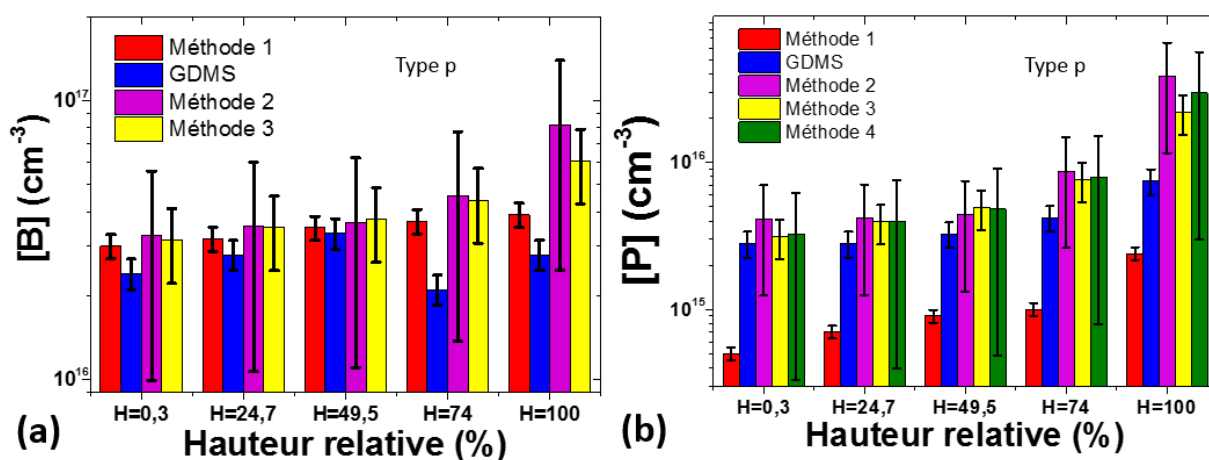 Méthode 1
GDMS
Méthode 2
Méthode 3
Type p
10^17
10^16
[B] (cm^-3)
H=0,3 H=24,7 H=49,5 H=74 H=100
Hauteur relative (%)
(a)
Méthode 1
GDMS
Méthode 2
Méthode 3
Méthode 4
Type p
10^16
10^15
[P] (cm^-3)
H=0,3 H=24,7 H=49,5 H=74 H=100
Hauteur relative (%)
(b)